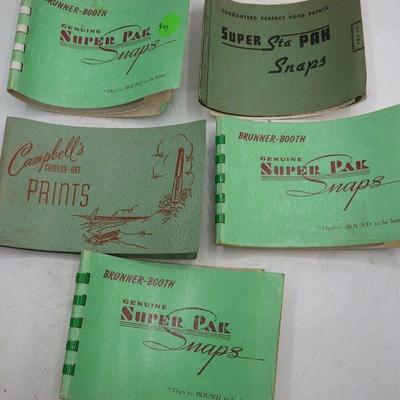 BRUNNER-BOOTH
GENUINE
SUPER PAK
Snaps
"They're BOUND to be better"
GUARANTEED PERFECT FOTO PRINTS
SUPER Sta PAK
Snaps
Campbell's
CAMERA-ART
PRINTS
BRUNNER-BOOTH
GENUINE
SUPER PAK
Snaps
"They're BOUND to be bette
BRUNNER-BOOTH
GENUINE
SUPER PAK
Snaps
"They're BOUND to